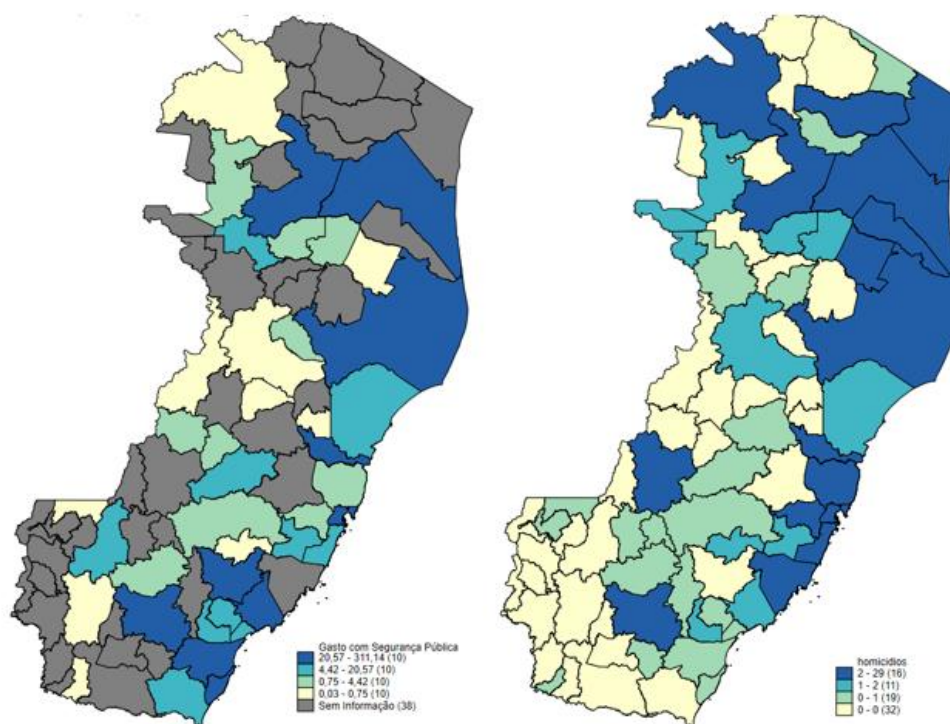 Gasto com Segurança Pública
20,57 - 311,14 (10)
4,42 - 20,57 (10)
0,75 - 4,42 (10)
0,03 - 0,75 (10)
Sem Informação (38)
homicidios
2 - 29 (16)
1 - 2 (11)
0 - 1 (19)
0 - 0 (32)